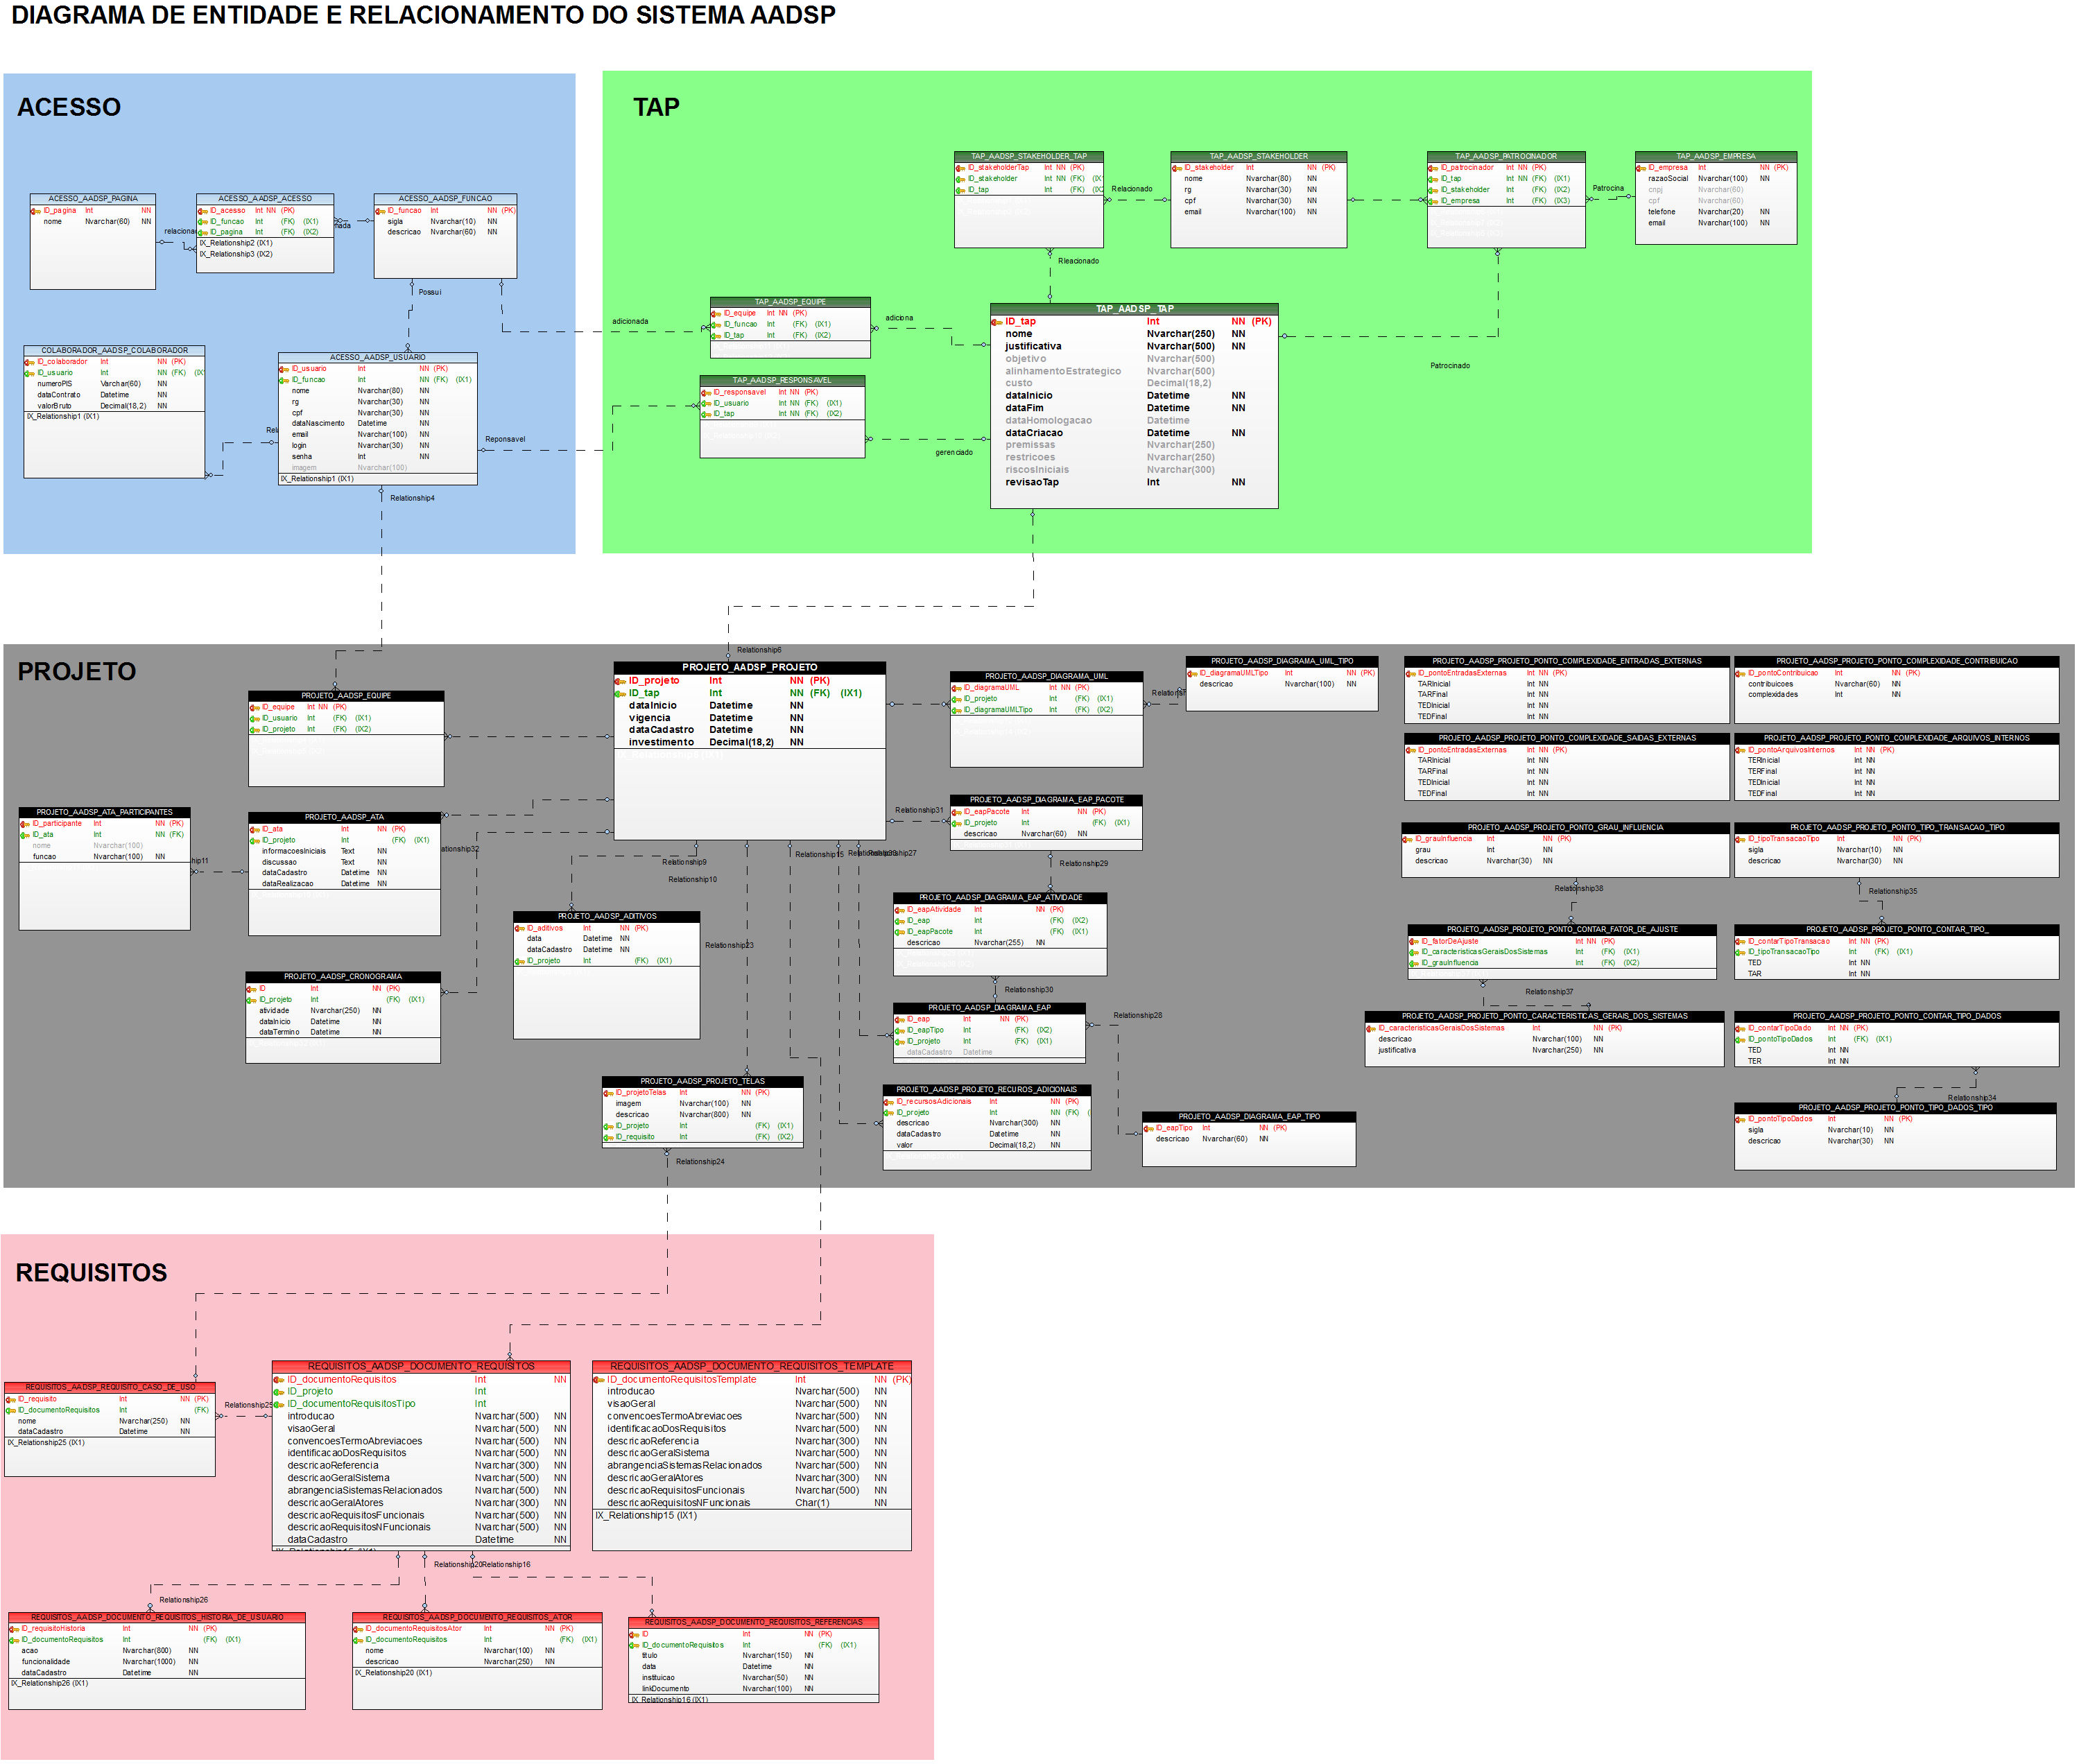 DIAGRAMA DE ENTIDADE E RELACIONAMENTO DO SISTEMA AADSP
ACESSO
ACESSO_AADSP_PAGINA
ID_pagina Int NN
nome Nvarchar(60) NN
relaciona
ACESSO_AADSP_ACESSO
ID_acesso Int NN (PK)
ID_funcao Int (FK) (IX1)
ID_pagina Int (FK) (IX2)
IX_Relationship2 (IX1)
IX_Relationship3 (IX2)
nada
ACESSO_AADSP_FUNCAO
ID_funcao Int NN (PK)
sigla Nvarchar(10) NN
descricao Nvarchar(60) NN
Possui
COLABORADOR_AADSP_COLABORADOR
ID_colaborador Int NN (PK)
ID_usuario Int NN (FK) (IX
numeroPIS Varchar(60) NN
dataContrato Datetime NN
valorBruto Decimal(18,2) NN
IX_Relationship1 (IX1)
Rel
ACESSO_AADSP_USUARIO
ID_usuario Int NN (PK)
ID_funcao Int NN (FK) (IX1)
nome Nvarchar(80) NN
rg Nvarchar(30) NN
cpf Nvarchar(30) NN
dataNascimento Datetime NN
email Nvarchar(100) NN
login Nvarchar(30) NN
senha Int NN
imagem Nvarchar(100)
IX_Relationship1 (IX1)
Reponsavel
Relationship4
TAP
TAP_AADSP_STAKEHOLDER_TAP
ID_stakeholderTap Int NN (PK)
ID_stakeholder Int NN (FK) (IX1
ID_tap Int (FK) (IX2
Relacionado
Rleacionado
TAP_AADSP_STAKEHOLDER
ID_stakeholder Int NN (PK)
nome Nvarchar(80) NN
rg Nvarchar(30) NN
cpf Nvarchar(30) NN
email Nvarchar(100) NN
TAP_AADSP_PATROCINADOR
ID_patrocinador Int NN (PK)
ID_tap Int NN (FK) (IX1)
ID_stakeholder Int (FK) (IX2)
ID_empresa Int (FK) (IX3)
Patrocina
TAP_AADSP_EMPRESA
ID_empresa Int NN (PK)
razaoSocial Nvarchar(100) NN
cnpj Nvarchar(60)
cpf Nvarchar(60)
telefone Nvarchar(20) NN
email Nvarchar(100) NN
adicionada
TAP_AADSP_EQUIPE
ID_equipe Int NN (PK)
ID_funcao Int (FK) (IX1)
ID_tap Int (FK) (IX2)
adiciona
TAP_AADSP_RESPONSAVEL
ID_responsavel Int NN (PK)
ID_usuario Int NN (FK) (IX1)
ID_tap Int NN (FK) (IX2)
gerenciado
TAP_AADSP_TAP
ID_tap Int NN (PK)
nome Nvarchar(250) NN
justificativa Nvarchar(500) NN
objetivo Nvarchar(500)
alinhamentoEstrategico Nvarchar(500)
custo Decimal(18,2)
dataInicio Datetime NN
dataFim Datetime NN
dataHomologacao Datetime
dataCriacao Datetime NN
premissas Nvarchar(250)
restricoes Nvarchar(250)
riscosIniciais Nvarchar(300)
revisaoTap Int NN
Patrocinado
PROJETO
Relationship6
PROJETO_AADSP_EQUIPE
ID_equipe Int NN (PK)
ID_usuario Int (FK) (IX1)
ID_projeto Int (FK) (IX2)
PROJETO_AADSP_PROJETO
ID_projeto Int NN (PK)
ID_tap Int NN (FK) (IX1)
dataInicio Datetime NN
vigencia Datetime NN
dataCadastro Datetime NN
investimento Decimal(18,2) NN
PROJETO_AADSP_DIAGRAMA_UML
ID_diagramaUML Int NN (PK)
ID_projeto Int (FK) (IX1)
ID_diagramaUMLTipo Int (FK) (IX2)
PROJETO_AADSP_DIAGRAMA_UML_TIPO
ID_diagramaUMLTipo Int NN (PK)
descricao Nvarchar(100) NN
PROJETO_AADSP_PROJETO_PONTO_COMPLEXIDADE_ENTRADAS_EXTERNAS
ID_pontoEntradasExternas Int NN (PK)
TARInicial Int NN
TARFinal Int NN
TEDInicial Int NN
TEDFinal Int NN
PROJETO_AADSP_PROJETO_PONTO_COMPLEXIDADE_CONTRIBUICAO
ID_pontoContribuicao Int NN (PK)
contribuicoes Nvarchar(60) NN
complexidades Int NN
PROJETO_AADSP_PROJETO_PONTO_COMPLEXIDADE_SAIDAS_EXTERNAS
ID_pontoEntradasExternas Int NN (PK)
TARInicial Int NN
TARFinal Int NN
TEDInicial Int NN
TEDFinal Int NN
PROJETO_AADSP_PROJETO_PONTO_COMPLEXIDADE_ARQUIVOS_INTERNOS
ID_pontoArquivosInternos Int NN (PK)
TERInicial Int NN
TERFinal Int NN
TEDInicial Int NN
TEDFinal Int NN
PROJETO_AADSP_ATA_PARTICIPANTES
ID_participante Int NN (PK)
ID_ata Int NN (FK)
nome Nvarchar(100)
funcao Nvarchar(100) NN
ship11
PROJETO_AADSP_ATA
ID_ata Int NN (PK)
ID_projeto Int (FK) (IX1)
informacoesIniciais Text NN
discussao Text NN
dataCadastro Datetime NN
dataRealizacao Datetime NN
ationship32
Relationship31
PROJETO_AADSP_DIAGRAMA_EAP_PACOTE
ID_eapPacote Int NN (PK)
ID_projeto Int (FK) (IX1)
descricao Nvarchar(60) NN
Relationship9
Relationship10
Relationship15
Relationship27
Relationship29
Relationship23
PROJETO_AADSP_PROJETO_PONTO_GRAU_INFLUENCIA
ID_grauInfluencia Int NN (PK)
grau Int NN
descricao Nvarchar(30) NN
Relationship38
PROJETO_AADSP_PROJETO_PONTO_TIPO_TRANSACAO_TIPO
ID_tipoTransacaoTipo Int NN (PK)
sigla Nvarchar(10) NN
descricao Nvarchar(30) NN
Relationship35
PROJETO_AADSP_ADITIVOS
ID_aditivos Int NN (PK)
data Datetime NN
dataCadastro Datetime NN
ID_projeto Int (FK) (IX1)
PROJETO_AADSP_DIAGRAMA_EAP_ATIVIDADE
ID_eapAtividade Int NN (PK)
ID_eap Int (FK) (IX2)
ID_eapPacote Int (FK) (IX1)
descricao Nvarchar(255) NN
Relationship30
PROJETO_AADSP_PROJETO_PONTO_CONTAR_FATOR_DE_AJUSTE
ID_fatorDeAjuste Int NN (PK)
ID_caracteristicasGeraisDosSistemas Int (FK) (IX1)
ID_grauInfluencia Int (FK) (IX2)
Relationship37
PROJETO_AADSP_PROJETO_PONTO_CONTAR_TIPO_
ID_contarTipoTransacao Int NN (PK)
ID_tipoTransacaoTipo Int (FK) (IX1)
TED Int NN
TAR Int NN
PROJETO_AADSP_CRONOGRAMA
ID Int NN (PK)
ID_projeto Int (FK) (IX1)
atividade Nvarchar(250) NN
dataInicio Datetime NN
dataTermino Datetime NN
PROJETO_AADSP_DIAGRAMA_EAP
ID_eap Int NN (PK)
ID_eapTipo Int (FK) (IX2)
ID_projeto Int (FK) (IX1)
dataCadastro Datetime
Relationship28
PROJETO_AADSP_PROJETO_PONTO_CARACTERISTICAS_GERAIS_DOS_SISTEMAS
ID_caracteristicasGeraisDosSistemas Int NN (PK)
descricao Nvarchar(100) NN
justificativa Nvarchar(250) NN
PROJETO_AADSP_PROJETO_PONTO_CONTAR_TIPO_DADOS
ID_contarTipoDado Int NN (PK)
ID_pontoTipoDados Int (FK) (IX1)
TED Int NN
TER Int NN
Relationship34
PROJETO_AADSP_PROJETO_TELAS
ID_projetoTelas Int NN (PK)
imagem Nvarchar(100) NN
descricao Nvarchar(800) NN
ID_projeto Int (FK) (IX1)
ID_requisito Int (FK) (IX2)
Relationship24
PROJETO_AADSP_PROJETO_RECUROS_ADICIONAIS
ID_recursosAdicionais Int NN (PK)
ID_projeto Int NN (FK) (
descricao Nvarchar(300) NN
dataCadastro Datetime NN
valor Decimal(18,2) NN
PROJETO_AADSP_DIAGRAMA_EAP_TIPO
ID_eapTipo Int NN (PK)
descricao Nvarchar(60) NN
PROJETO_AADSP_PROJETO_PONTO_TIPO_DADOS_TIPO
ID_pontoTipoDados Int NN (PK)
sigla Nvarchar(10) NN
descricao Nvarchar(30) NN
REQUISITOS
REQUISITOS_AADSP_REQUISITO_CASO_DE_USO
ID_requisito Int NN (PK)
ID_documentoRequisitos Int (FK)
nome Nvarchar(250) NN
dataCadastro Datetime NN
IX_Relationship25 (IX1)
Relationship25
REQUISITOS_AADSP_DOCUMENTO_REQUISITOS
ID_documentoRequisitos Int NN
ID_projeto Int
ID_documentoRequisitosTipo Int
introducao Nvarchar(500) NN
visaoGeral Nvarchar(500) NN
convencoesTermoAbreviacoes Nvarchar(500) NN
identificacaoDosRequisitos Nvarchar(500) NN
descricaoReferencia Nvarchar(300) NN
descricaoGeralSistema Nvarchar(500) NN
abrangenciaSistemasRelacionados Nvarchar(500) NN
descricaoGeralAtores Nvarchar(300) NN
descricaoRequisitosFuncionais Nvarchar(500) NN
descricaoRequisitosNFuncionais Nvarchar(500) NN
dataCadastro Datetime NN
IX_Relationship15 (IX1)
REQUISITOS_AADSP_DOCUMENTO_REQUISITOS_TEMPLATE
ID_documentoRequisitosTemplate Int NN (PK)
introducao Nvarchar(500) NN
visaoGeral Nvarchar(500) NN
convencoesTermoAbreviacoes Nvarchar(500) NN
identificacaoDosRequisitos Nvarchar(500) NN
descricaoReferencia Nvarchar(300) NN
descricaoGeralSistema Nvarchar(500) NN
abrangenciaSistemasRelacionados Nvarchar(500) NN
descricaoGeralAtores Nvarchar(300) NN
descricaoRequisitosFuncionais Nvarchar(500) NN
descricaoRequisitosNFuncionais Char(1) NN
IX_Relationship15 (IX1)
Relationship20
Relationship16
Relationship26
REQUISITOS_AADSP_DOCUMENTO_REQUISITOS_HISTORIA_DE_USUARIO
ID_requisitoHistoria Int NN (PK)
ID_documentoRequisitos Int (FK) (IX1)
acao Nvarchar(800) NN
funcionalidade Nvarchar(1000) NN
dataCadastro Datetime NN
IX_Relationship26 (IX1)
REQUISITOS_AADSP_DOCUMENTO_REQUISITOS_ATOR
ID_documentoRequisitosAtor Int NN (PK)
ID_documentoRequisitos Int (FK) (IX1)
nome Nvarchar(100) NN
descricao Nvarchar(250) NN
IX_Relationship20 (IX1)
REQUISITOS_AADSP_DOCUMENTO_REQUISITOS_REFERENCIAS
ID Int NN (PK)
ID_documentoRequisitos Int (FK) (IX1)
titulo Nvarchar(150) NN
data Datetime NN
instituicao Nvarchar(50) NN
linkDocumento Nvarchar(100) NN
IX_Relationship16 (IX1)